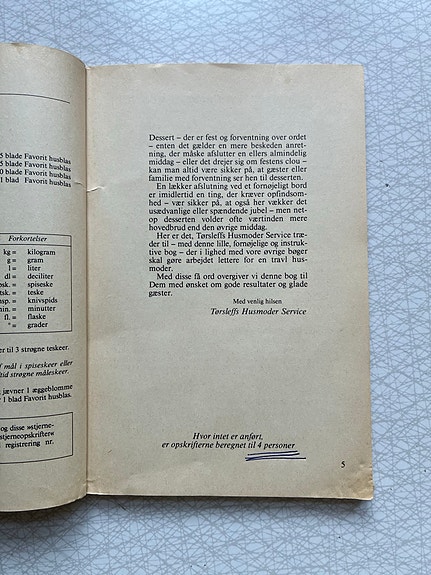 5 blade Favorit husblas
5 blade Favorit husblas
0 blade Favorit husblas
1 blad Favorit husblas
Forkortelser
kg = kilogram
g = gram
l = liter
dl = deciliter
sk. = spiseske
tsk. = teske
nsp. = knivspids
min. = minutter
fl. = flaske
° = grader
er til 3 strøgne teskeer.
f mål i spiseskeer eller
ltid strøgne måleskeer.
jævner 1 æggeblomme
r 1 blad Favorit husblas.
og disse »stjerne-
stjerneopskrifter«
registrering nr.
Dessert – der er fest og forventning over ordet
– enten det gælder en mere beskeden anret-
ning, der måske afslutter en ellers almindelig
middag – eller det drejer sig om festens clou –
kan man altid være sikker på, at gæster eller
familie med forventning ser hen til desserten.
En lækker afslutning ved et fornøjeligt bord
er imidlertid en ting, der kræver opfindsom-
hed – vær sikker på, at også her vækker det
usædvanlige eller spændende jubel – men net-
op desserten volder ofte værtinden mere
hovedbrud end den øvrige middag.
Her er det, Tørsleffs Husmoder Service træ-
der til – med denne lille, fornøjelige og instruk-
tive bog – der i lighed med vore øvrige bøger
skal gøre arbejdet lettere for en travl hus-
moder.
Med disse få ord overgiver vi denne bog til
Dem med ønsket om gode resultater og glade
gæster.
Med venlig hilsen
Tørsleffs Husmoder Service
Hvor intet er anført,
er opskrifterne beregnet til 4 personer
5